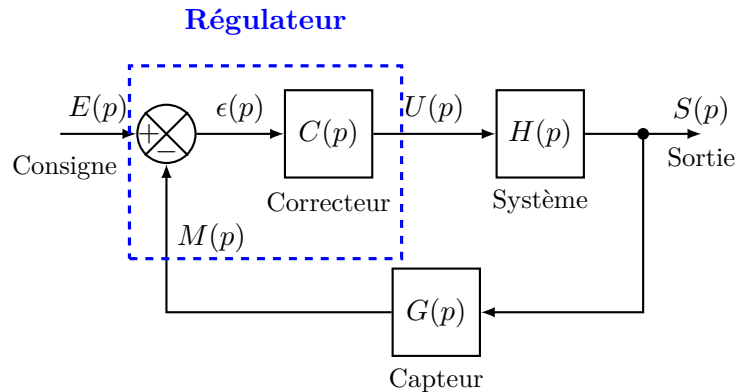 Régulateur
E(p)
Consigne
+
−
ϵ(p)
C(p)
Correcteur
U(p)
H(p)
Système
S(p)
Sortie
M(p)
G(p)
Capteur